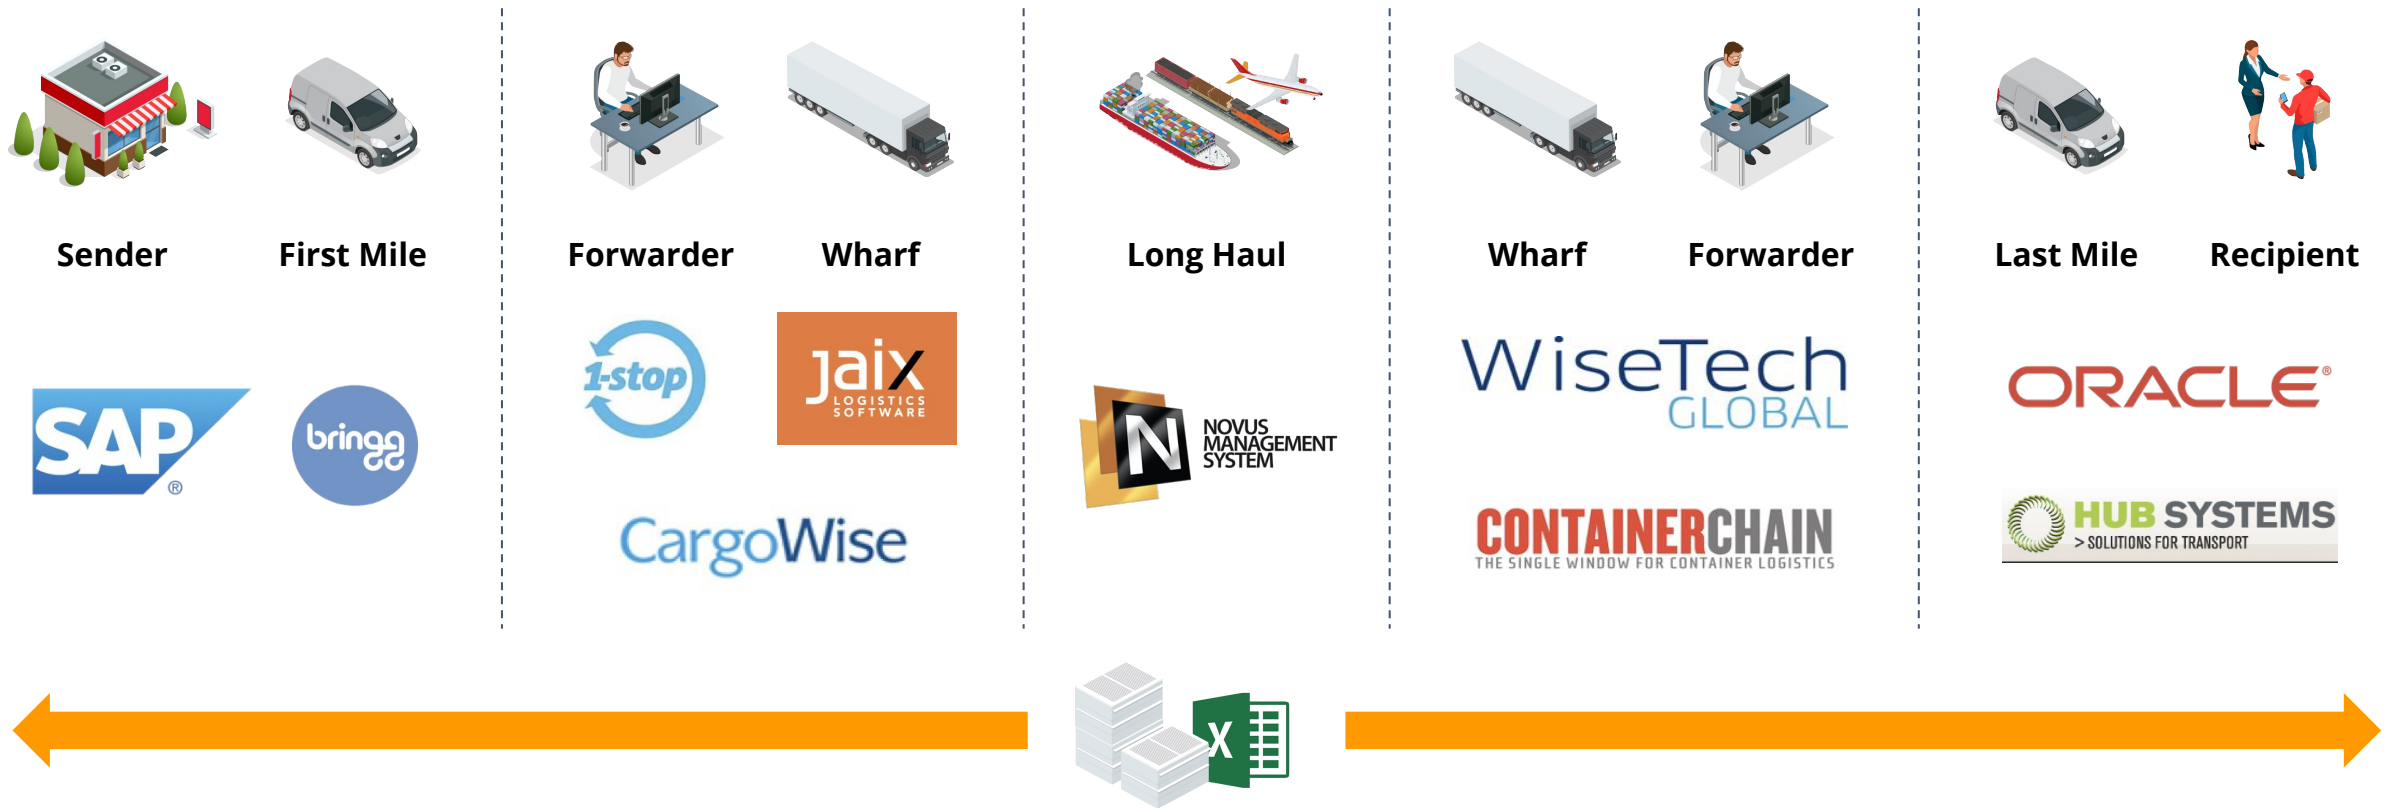 Sender
First Mile
Forwarder
Wharf
Long Haul
Wharf
Forwarder
Last Mile
Recipient
SAP
®
bringg
1-stop
jaix
LOGISTICS
SOFTWARE
CargoWise
N
NOVUS
MANAGEMENT
SYSTEM
WiseTech
GLOBAL
CONTAINERCHAIN
THE SINGLE WINDOW FOR CONTAINER LOGISTICS
ORACLE®
HUB SYSTEMS
> SOLUTIONS FOR TRANSPORT
X